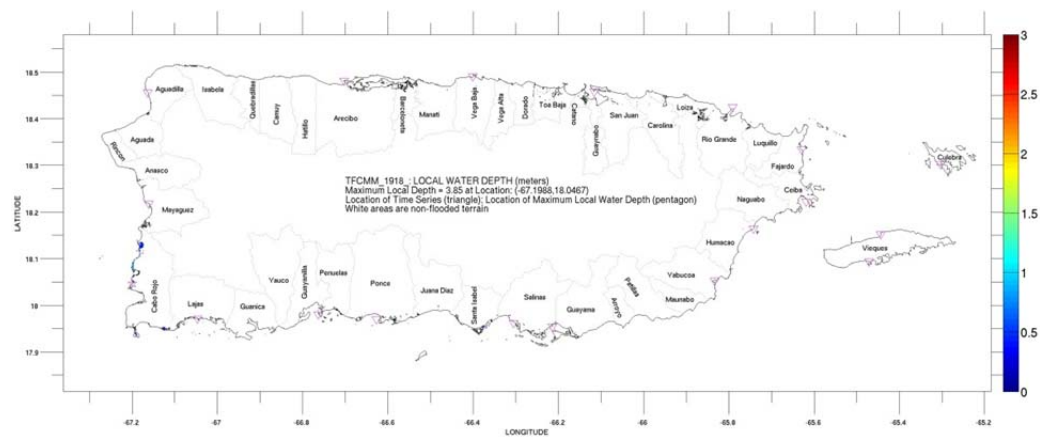 18.5
18.4
18.3
18.2
18.1
18
17.9
LATITUDE
Aguadilla
Isabela
Quebradillas
Camuy
Hatillo
Arecibo
Barceloneta
Manati
Vega Baja
Vega Alta
Dorado
Toa Baja
Catano
Guaynabo
San Juan
Carolina
Loiza
Rio Grande
Luquillo
Fajardo
Ceiba
Culebra
Aguada
Rincon
Anasco
Mayaguez
TFCMM_1918_: LOCAL WATER DEPTH (meters)
Maximum Local Depth = 3.85 at Location: (-67.1988,18.0467)
Location of Time Series (triangle); Location of Maximum Local Water Depth (pentagon)
White areas are non-flooded terrain
Naguabo
Humacao
Vieques
Yabucoa
Maunabo
Patillas
Arroyo
Guayama
Salinas
Santa Isabel
Juana Diaz
Ponce
Penuelas
Guayanilla
Yauco
Guanica
Lajas
Cabo Rojo
-67.2
-67
-66.8
-66.6
-66.4
-66.2
-66
-65.8
-65.6
-65.4
-65.2
LONGITUDE
3
2.5
2
1.5
1
0.5
0